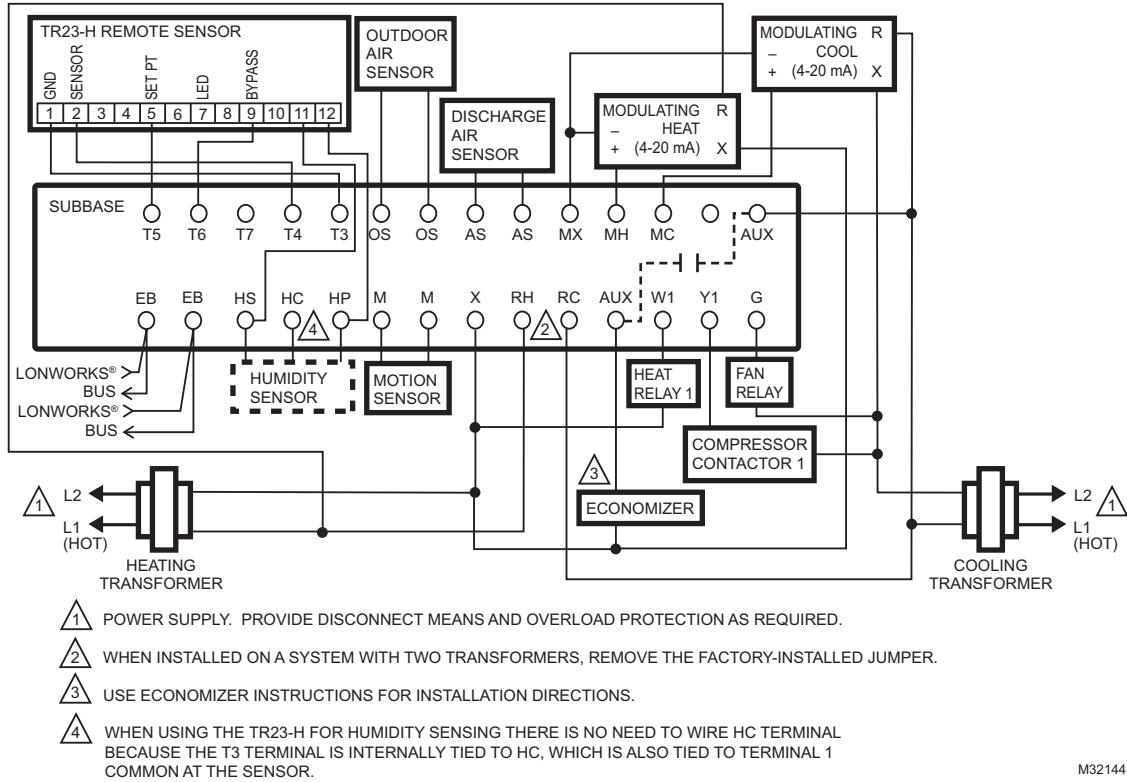 TR23-H REMOTE SENSOR
GND
SENSOR
SET PT
LED
BYPASS
1 2 3 4 5 6 7 8 9 10 11 12
OUTDOOR
AIR
SENSOR
DISCHARGE
AIR
SENSOR
MODULATING R
– HEAT
+ (4-20 mA) X
MODULATING R
– COOL
+ (4-20 mA) X
SUBBASE
T5 T6 T7 T4 T3 OS OS AS AS MX MH MC AUX
EB EB HS HC HP M M X RH RC AUX W1 Y1 G
4
2
LONWORKS®
BUS
LONWORKS®
BUS
HUMIDITY
SENSOR
MOTION
SENSOR
HEAT
RELAY 1
FAN
RELAY
COMPRESSOR
CONTACTOR 1
3
ECONOMIZER
1
L2
L1
(HOT)
HEATING
TRANSFORMER
L2
1
L1
(HOT)
COOLING
TRANSFORMER
1 POWER SUPPLY. PROVIDE DISCONNECT MEANS AND OVERLOAD PROTECTION AS REQUIRED.
2 WHEN INSTALLED ON A SYSTEM WITH TWO TRANSFORMERS, REMOVE THE FACTORY-INSTALLED JUMPER.
3 USE ECONOMIZER INSTRUCTIONS FOR INSTALLATION DIRECTIONS.
4 WHEN USING THE TR23-H FOR HUMIDITY SENSING THERE IS NO NEED TO WIRE HC TERMINAL
BECAUSE THE T3 TERMINAL IS INTERNALLY TIED TO HC, WHICH IS ALSO TIED TO TERMINAL 1
COMMON AT THE SENSOR.
M32144